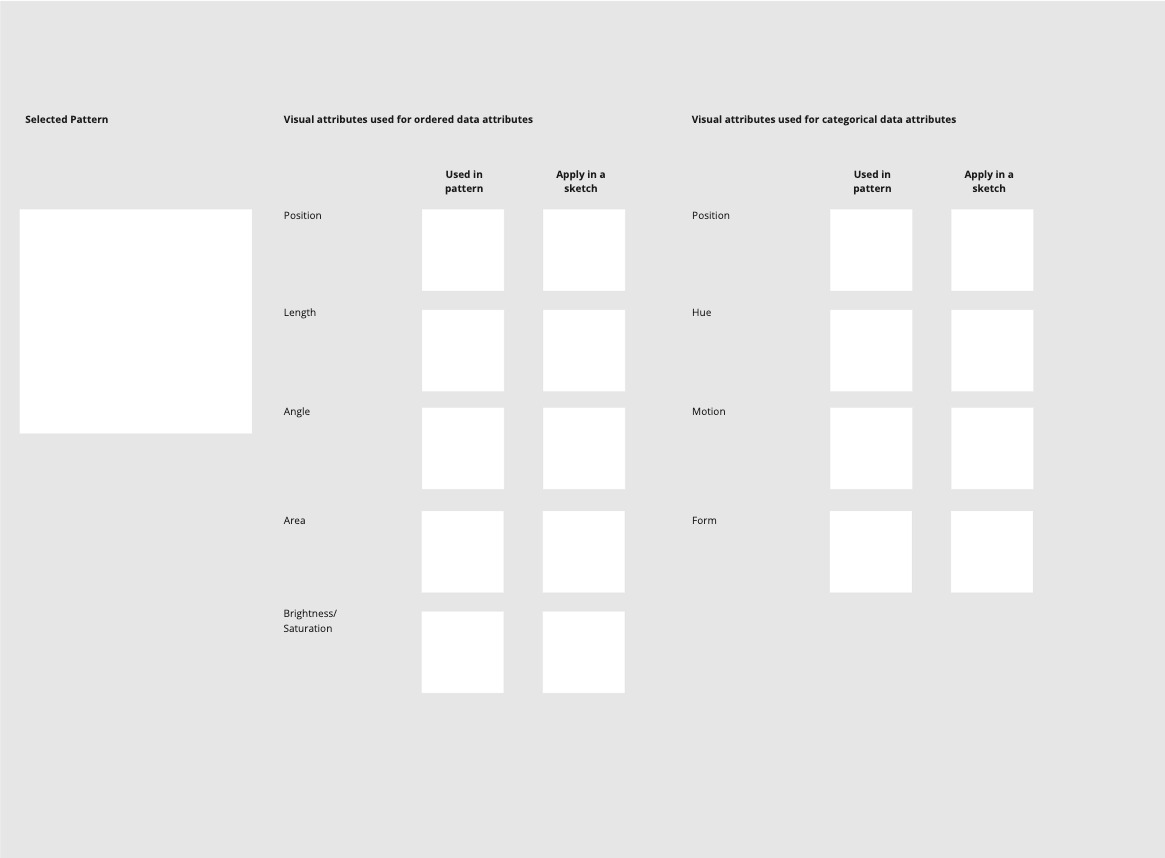 Selected Pattern
Visual attributes used for ordered data attributes
Visual attributes used for categorical data attributes
Used in
pattern
Apply in a
sketch
Used in
pattern
Apply in a
sketch
Position
Length
Angle
Area
Brightness/
Saturation
Position
Hue
Motion
Form